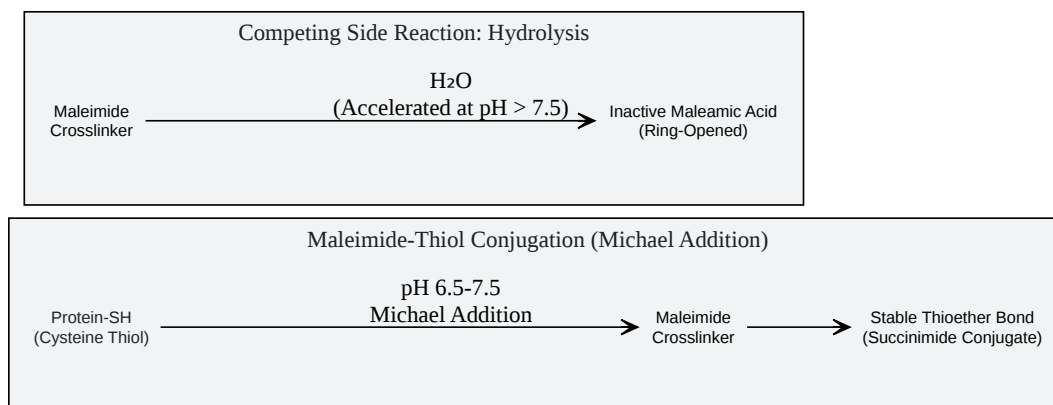 Competing Side Reaction: Hydrolysis
H₂O
(Accelerated at pH > 7.5)
Maleimide
Crosslinker
Inactive Maleamic Acid
(Ring-Opened)
Maleimide-Thiol Conjugation (Michael Addition)
pH 6.5-7.5
Michael Addition
Protein-SH
(Cysteine Thiol)
Maleimide
Crosslinker
Stable Thioether Bond
(Succinimide Conjugate)